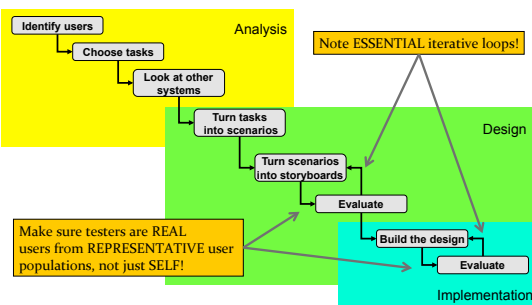 Identify users
Analysis
Note ESSENTIAL iterative loops!
Choose tasks
Look at other
systems
Turn tasks
into scenarios
Design
Turn scenarios
into storyboards
Evaluate
Make sure testers are REAL
users from REPRESENTATIVE user
populations, not just SELF!
Build the design
Evaluate
Implementation